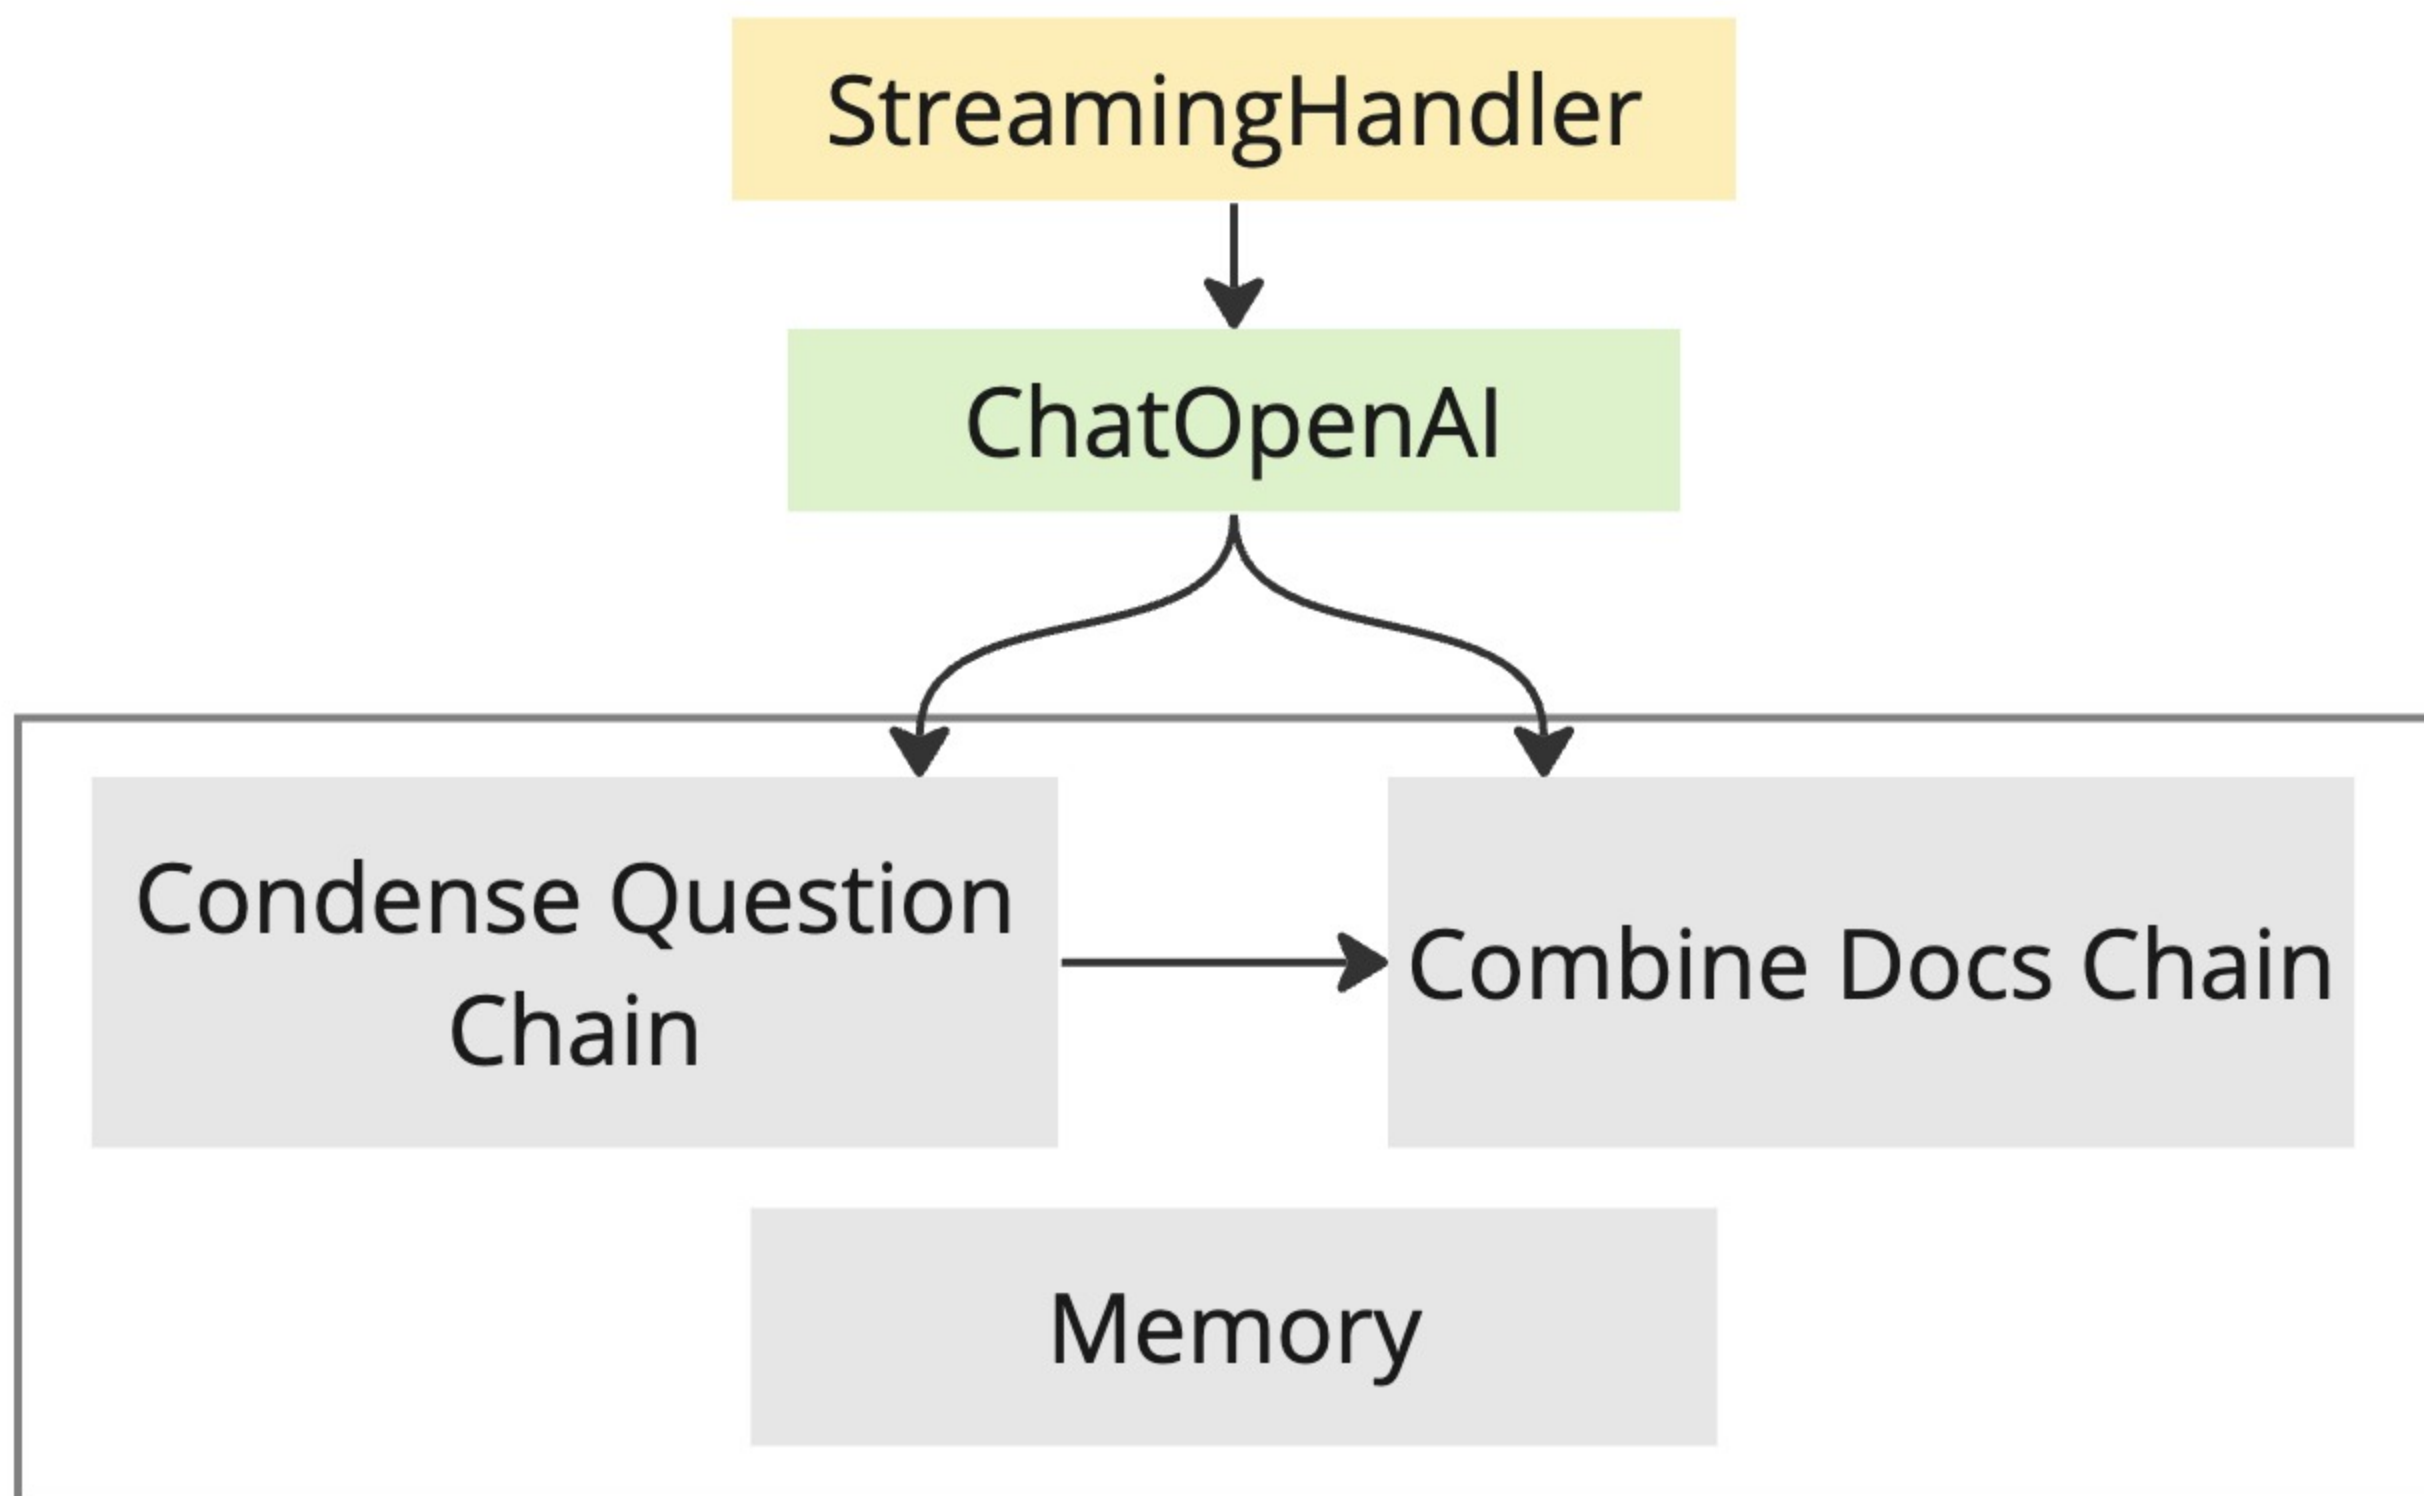 StreamingHandler
ChatOpenAI
Condense Question
Chain
Combine Docs Chain
Memory